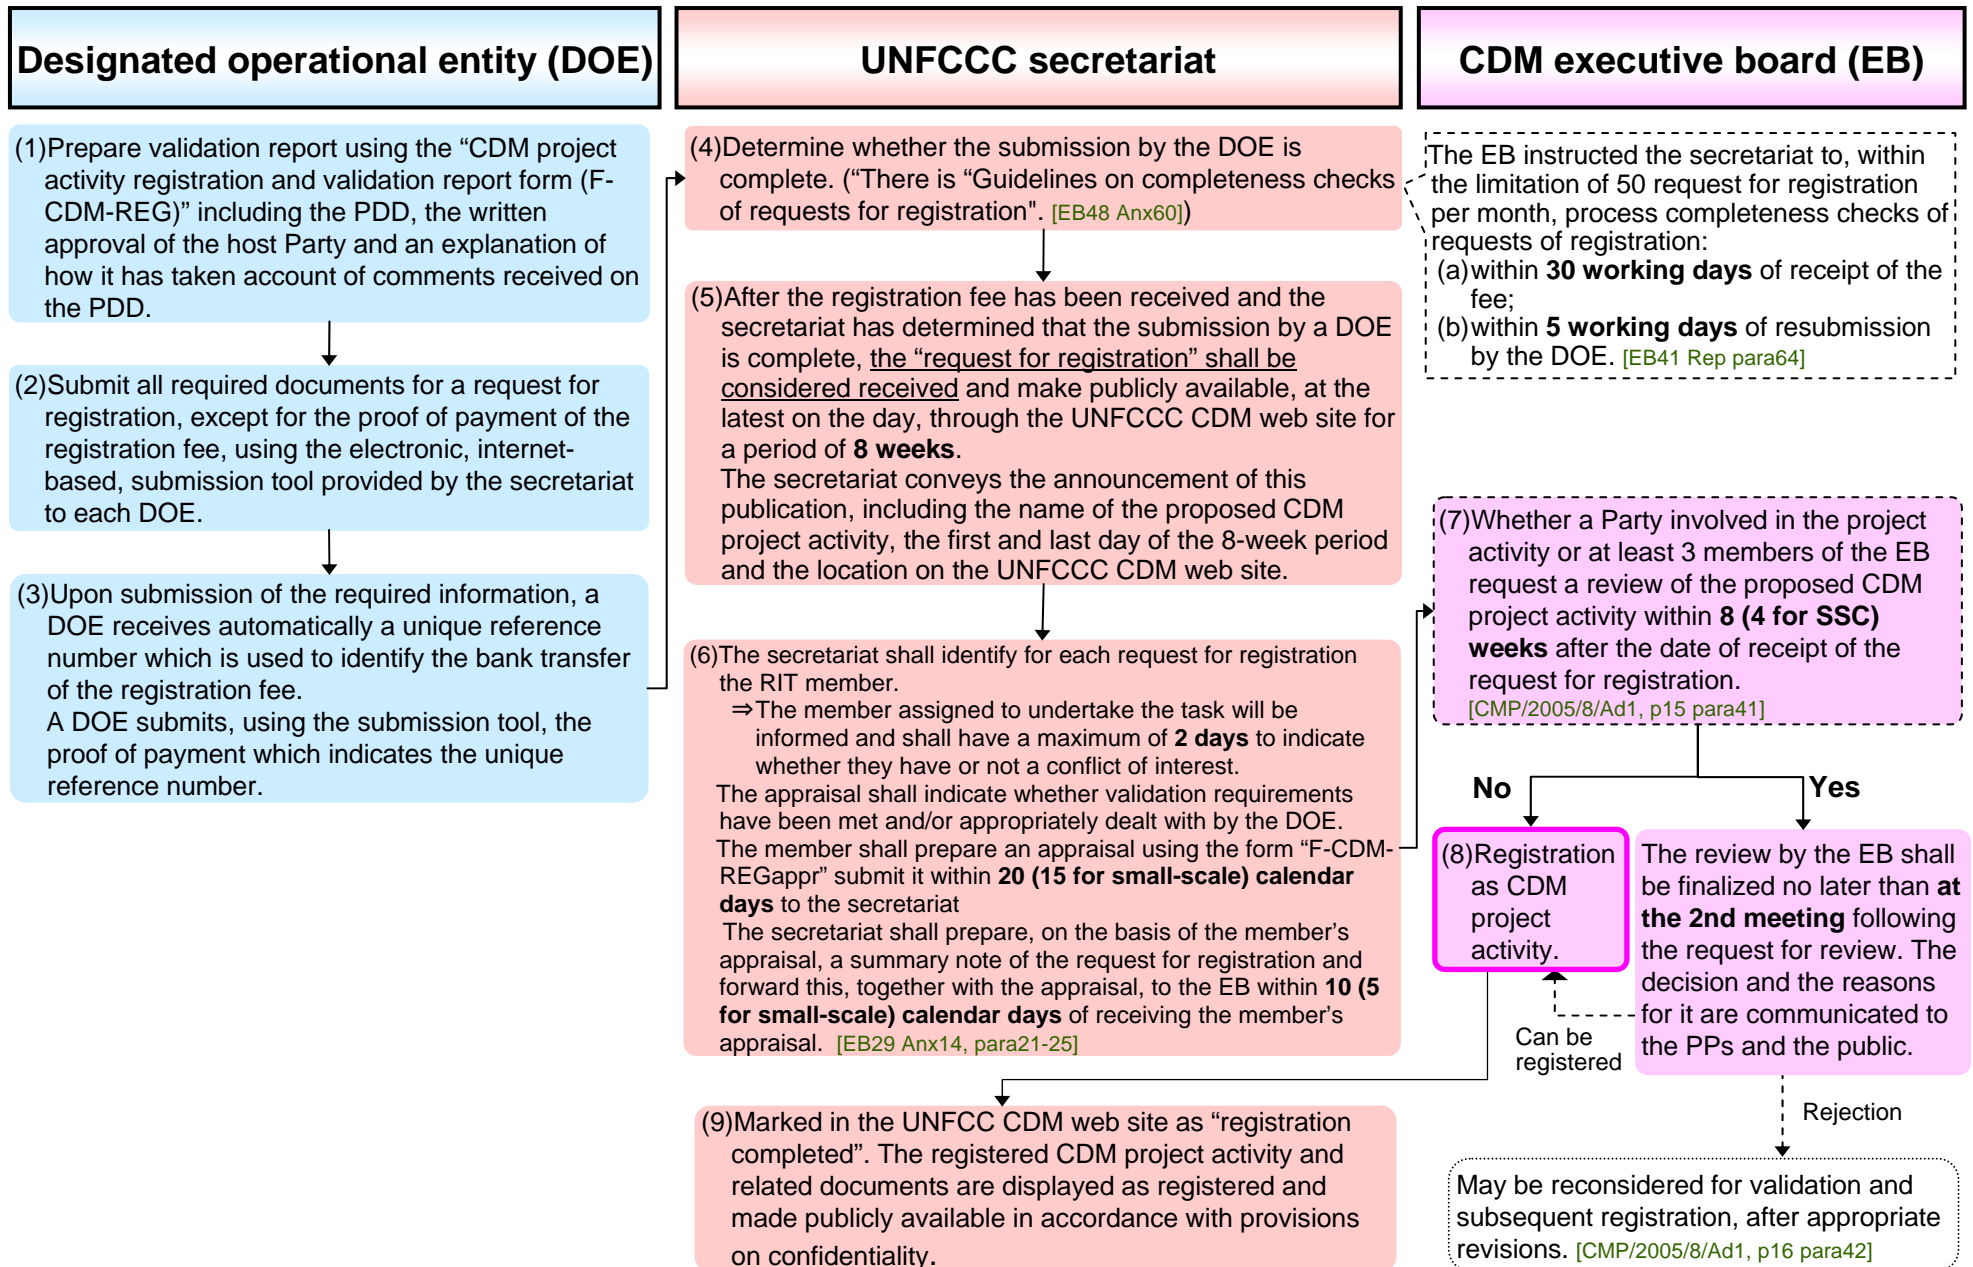 Designated operational entity (DOE)
UNFCCC secretariat
CDM executive board (EB)
(1)Prepare validation report using the “CDM project
activity registration and validation report form (F-
CDM-REG)” including the PDD, the written
approval of the host Party and an explanation of
how it has taken account of comments received on
the PDD.
(2)Submit all required documents for a request for
registration, except for the proof of payment of the
registration fee, using the electronic, internet-
based, submission tool provided by the secretariat
to each DOE.
(3)Upon submission of the required information, a
DOE receives automatically a unique reference
number which is used to identify the bank transfer
of the registration fee.
A DOE submits, using the submission tool, the
proof of payment which indicates the unique
reference number.
(4)Determine whether the submission by the DOE is
complete. (“There is “Guidelines on completeness checks
of requests for registration". [EB48 Anx60])
(5)After the registration fee has been received and the
secretariat has determined that the submission by a DOE
is complete, the “request for registration” shall be
considered received and make publicly available, at the
latest on the day, through the UNFCCC CDM web site for
a period of 8 weeks.
The secretariat conveys the announcement of this
publication, including the name of the proposed CDM
project activity, the first and last day of the 8-week period
and the location on the UNFCCC CDM web site.
(6)The secretariat shall identify for each request for registration
the RIT member.
⇒The member assigned to undertake the task will be
informed and shall have a maximum of 2 days to indicate
whether they have or not a conflict of interest.
The appraisal shall indicate whether validation requirements
have been met and/or appropriately dealt with by the DOE.
The member shall prepare an appraisal using the form “F-CDM-
REGappr” submit it within 20 (15 for small-scale) calendar
days to the secretariat
The secretariat shall prepare, on the basis of the member’s
appraisal, a summary note of the request for registration and
forward this, together with the appraisal, to the EB within 10 (5
for small-scale) calendar days of receiving the member’s
appraisal. [EB29 Anx14, para21-25]
The EB instructed the secretariat to, within
the limitation of 50 request for registration
per month, process completeness checks of
requests of registration:
(a)within 30 working days of receipt of the
fee;
(b)within 5 working days of resubmission
by the DOE. [EB41 Rep para64]
(7)Whether a Party involved in the project
activity or at least 3 members of the EB
request a review of the proposed CDM
project activity within 8 (4 for SSC)
weeks after the date of receipt of the
request for registration.
[CMP/2005/8/Ad1, p15 para41]
No
Yes
(8)Registration
as CDM
project
activity.
The review by the EB shall
be finalized no later than at
the 2nd meeting following
the request for review. The
decision and the reasons
for it are communicated to
the PPs and the public.
Can be
registered
Rejection
(9)Marked in the UNFCC CDM web site as “registration
completed”. The registered CDM project activity and
related documents are displayed as registered and
made publicly available in accordance with provisions
on confidentiality.
May be reconsidered for validation and
subsequent registration, after appropriate
revisions. [CMP/2005/8/Ad1, p16 para42]